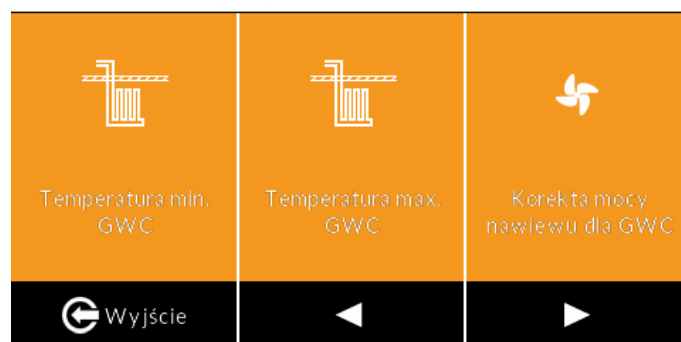 Temperatura min.
GWC
Temperatura max.
GWC
Korekta mocy
nawiewu dla GWC
Wyjście